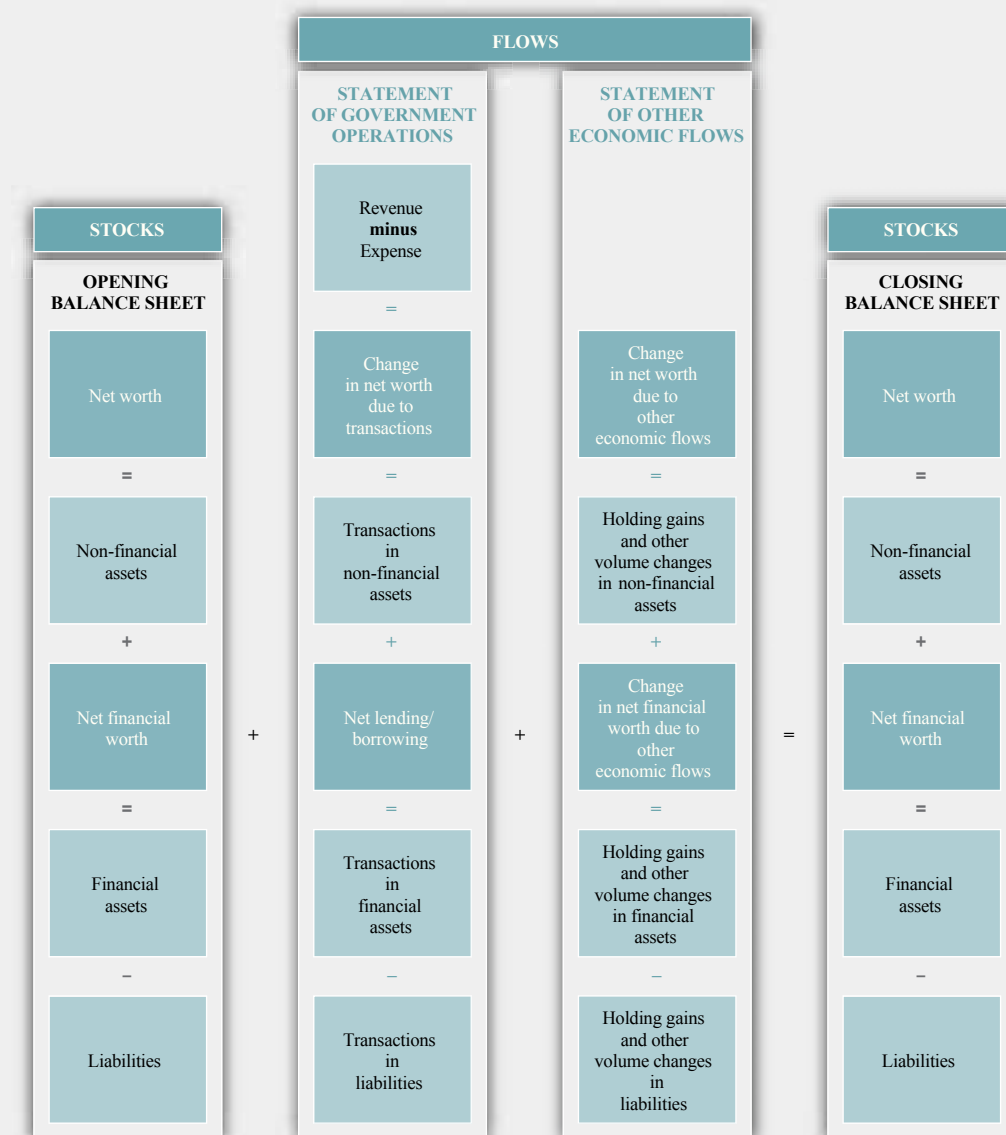 FLOWS
STATEMENT
OF GOVERNMENT
OPERATIONS
STATEMENT
OF OTHER
ECONOMIC FLOWS
Revenue
minus
Expense
STOCKS
STOCKS
OPENING
BALANCE SHEET
CLOSING
BALANCE SHEET
=
Net worth
Change
in net worth
due to
transactions
Change
in net worth
due to
other
economic flows
Net worth
=
=
=
=
Non-financial
assets
Transactions
in
non-financial
assets
Holding gains
and other
volume changes
in non-financial
assets
Non-financial
assets
+
+
+
+
Net financial
worth
+
Net lending/
borrowing
+
Change
in net financial
worth due to
other
economic flows
=
Net financial
worth
=
=
=
=
Financial
assets
Transactions
in
financial
assets
Holding gains
and other
volume changes
in financial
assets
Financial
assets
–
–
–
–
Liabilities
Transactions
in
liabilities
Holding gains
and other
volume changes
in
liabilities
Liabilities